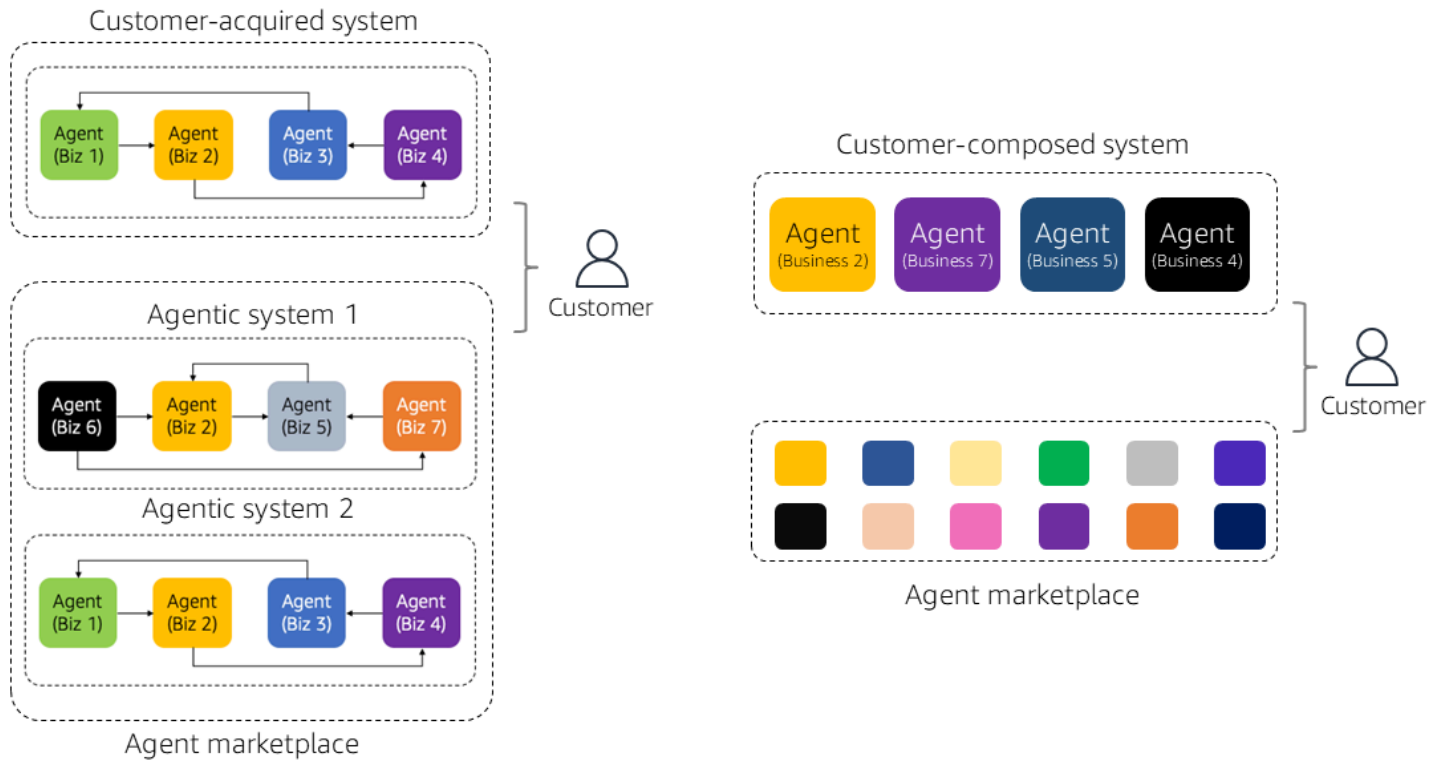 Customer-acquired system
Agent
(Biz 1)
Agent
(Biz 2)
Agent
(Biz 3)
Agent
(Biz 4)
Agentic system 1
Agent
(Biz 6)
Agent
(Biz 2)
Agent
(Biz 5)
Agent
(Biz 7)
Agentic system 2
Agent
(Biz 1)
Agent
(Biz 2)
Agent
(Biz 3)
Agent
(Biz 4)
Agent marketplace
Customer
Customer-composed system
Agent
(Business 2)
Agent
(Business 7)
Agent
(Business 5)
Agent
(Business 4)
Customer
Agent marketplace